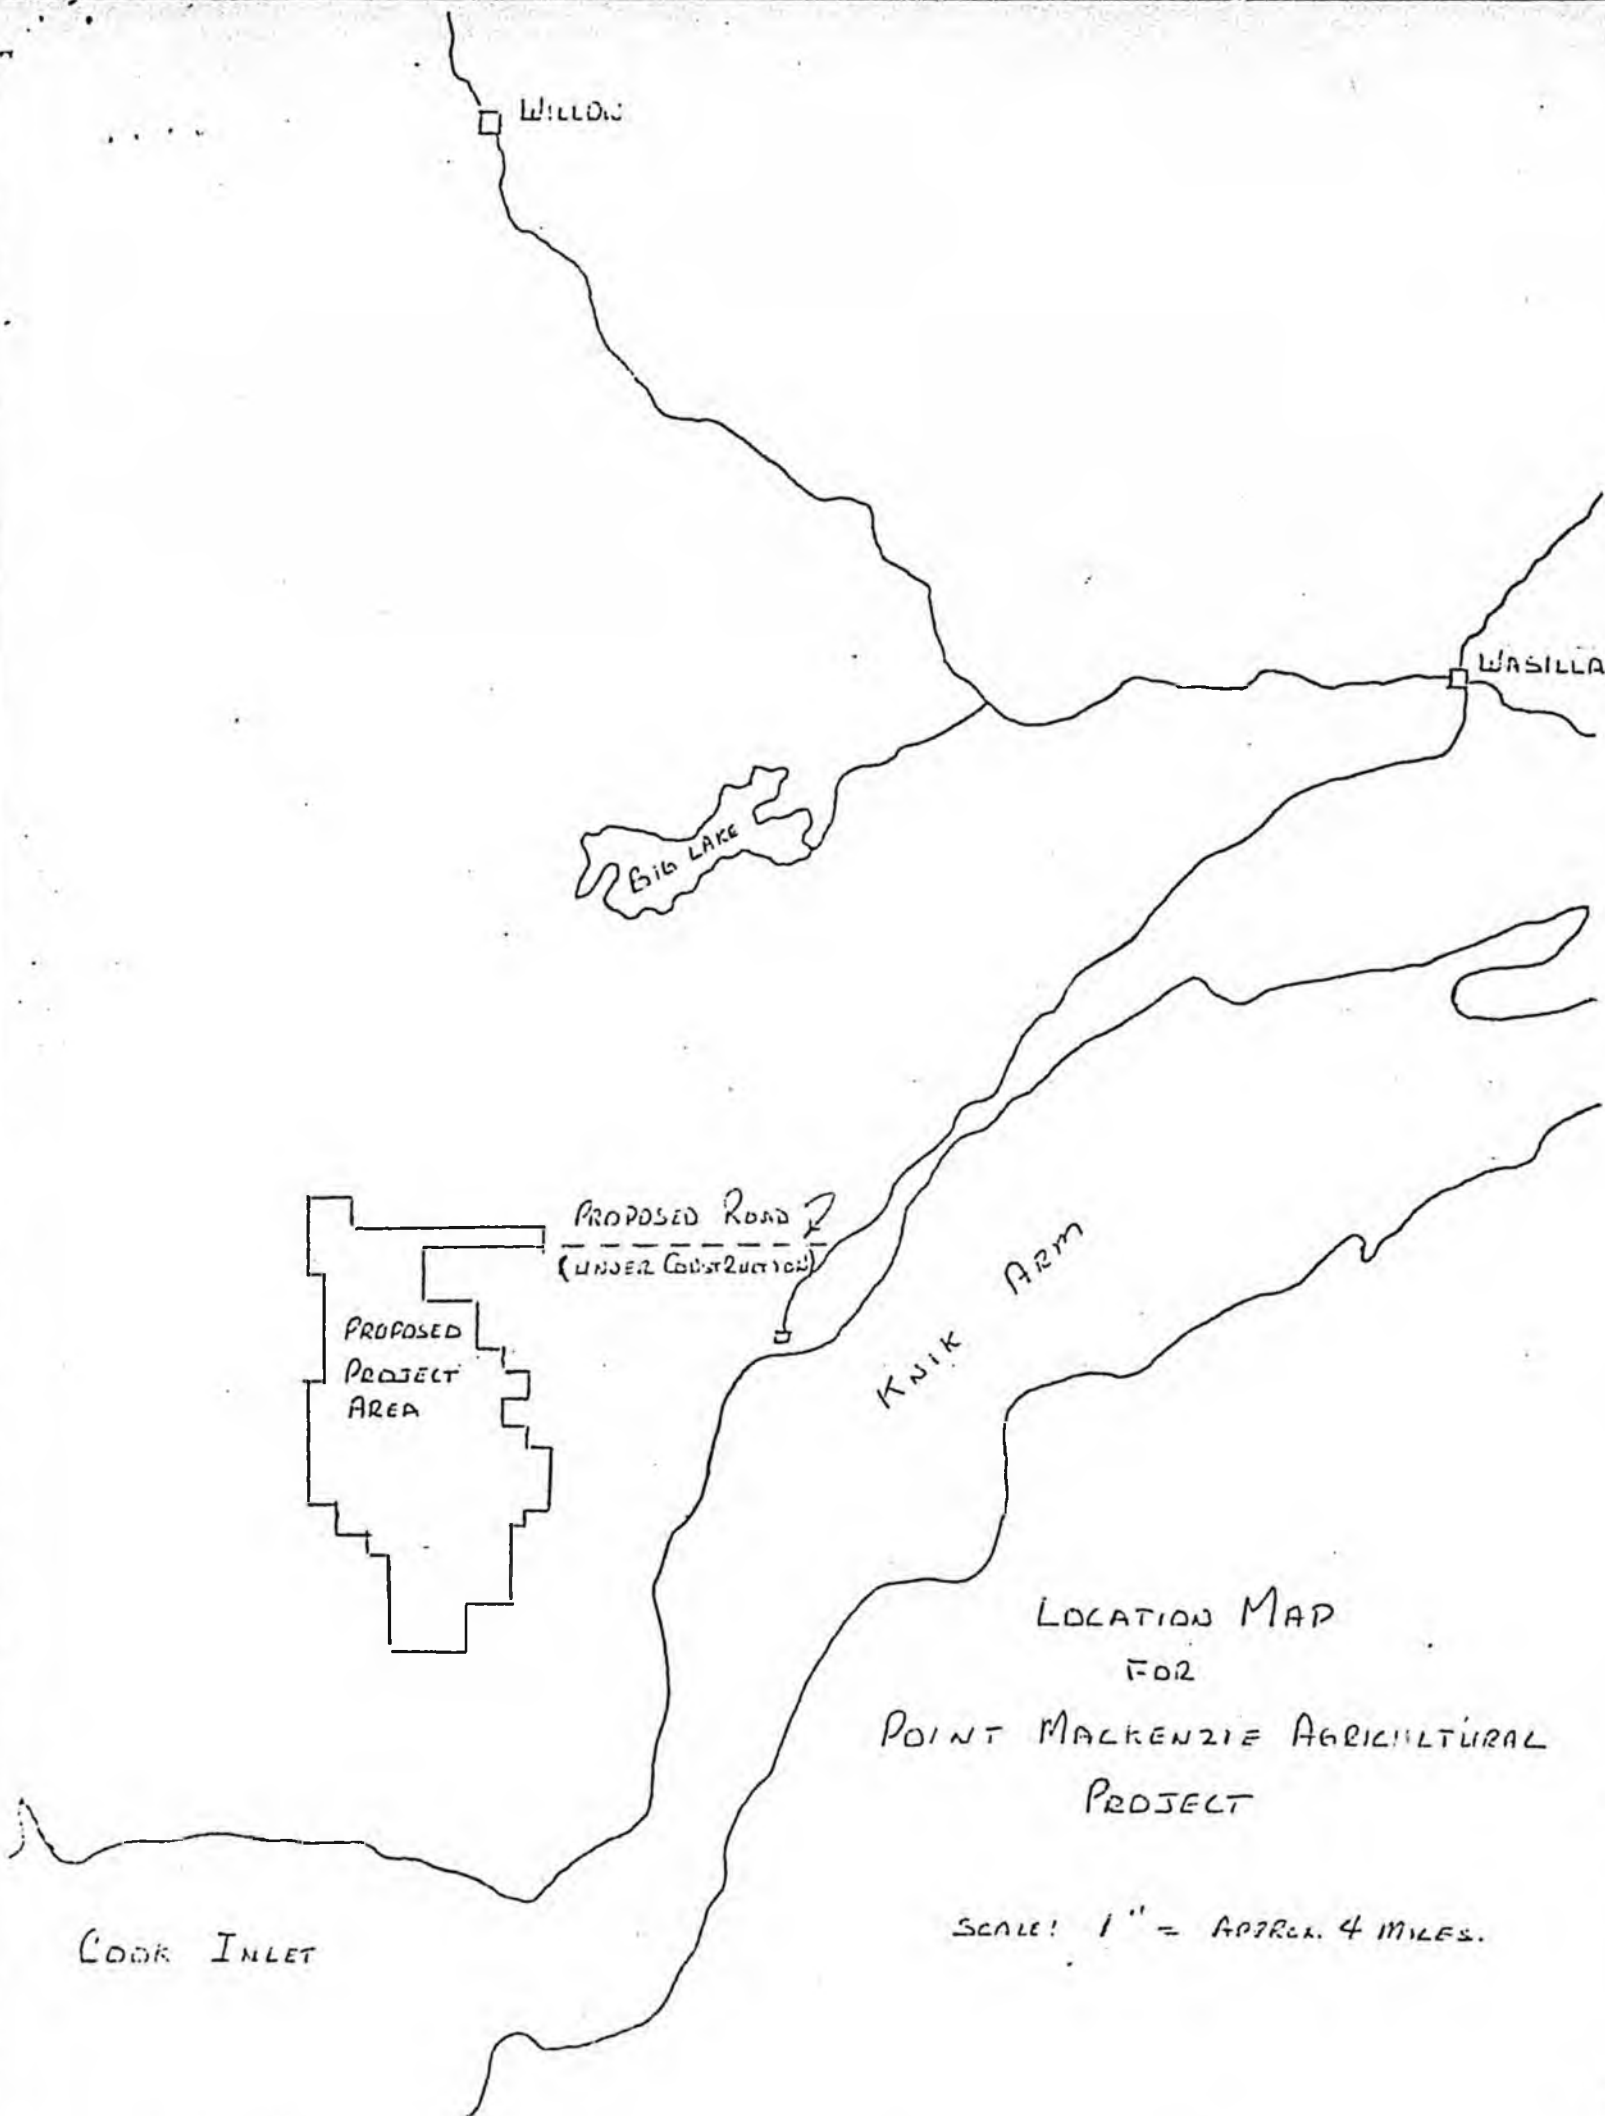 WILLOW
WASILLA
BIG LAKE
PROPOSED ROAD
(UNDER CONSTRUCTION)
PROPOSED
PROJECT
AREA
KNIK ARM
LOCATION MAP
FOR
POINT MACKENZIE AGRICULTURAL
PROJECT
COOK INLET
SCALE: 1" = APPROX. 4 MILES.